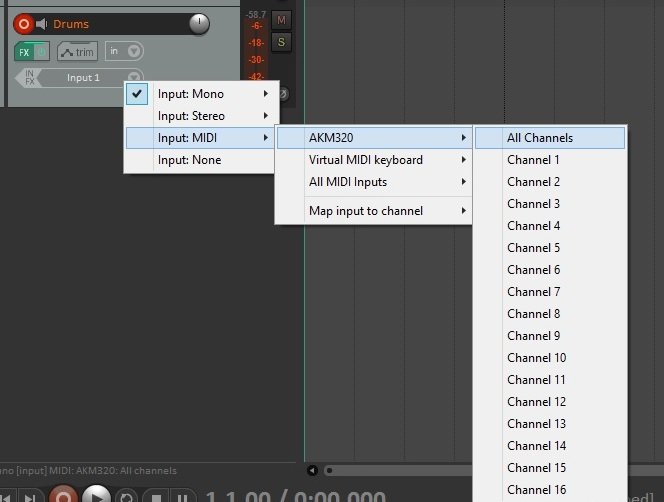 Drums
-58.7
-6-
-18-
-30-
-42-
M
S
FX
trim
in
IN
FX
Input 1
Input: Mono
Input: Stereo
Input: MIDI
Input: None
AKM320
Virtual MIDI keyboard
All MIDI Inputs
Map input to channel
All Channels
Channel 1
Channel 2
Channel 3
Channel 4
Channel 5
Channel 6
Channel 7
Channel 8
Channel 9
Channel 10
Channel 11
Channel 12
Channel 13
Channel 14
Channel 15
Channel 16
no [input] MIDI: AKM320: All channels
1.1.00 / 0:00.000
ped]